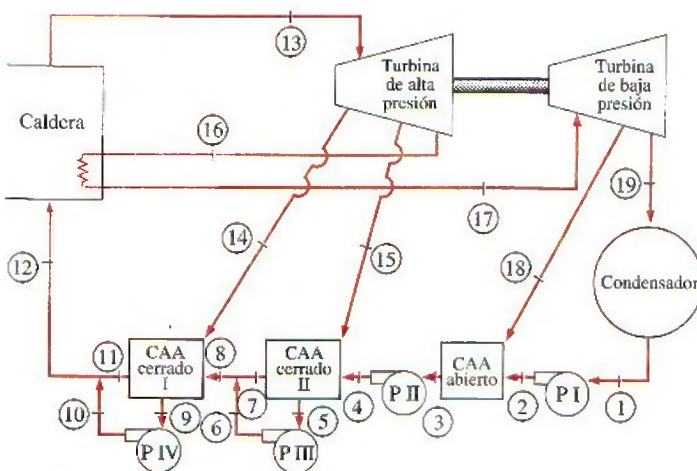 13
Turbina
de alta
presión
Turbina
de baja
presión
Caldera
16
19
17
14
15
18
12
Condensador
11
CAA
cerrado
I
8
CAA
cerrado
II
CAA
abierto
P II
P I
7
4
3
2
1
10
9
6
5
P IV
P III